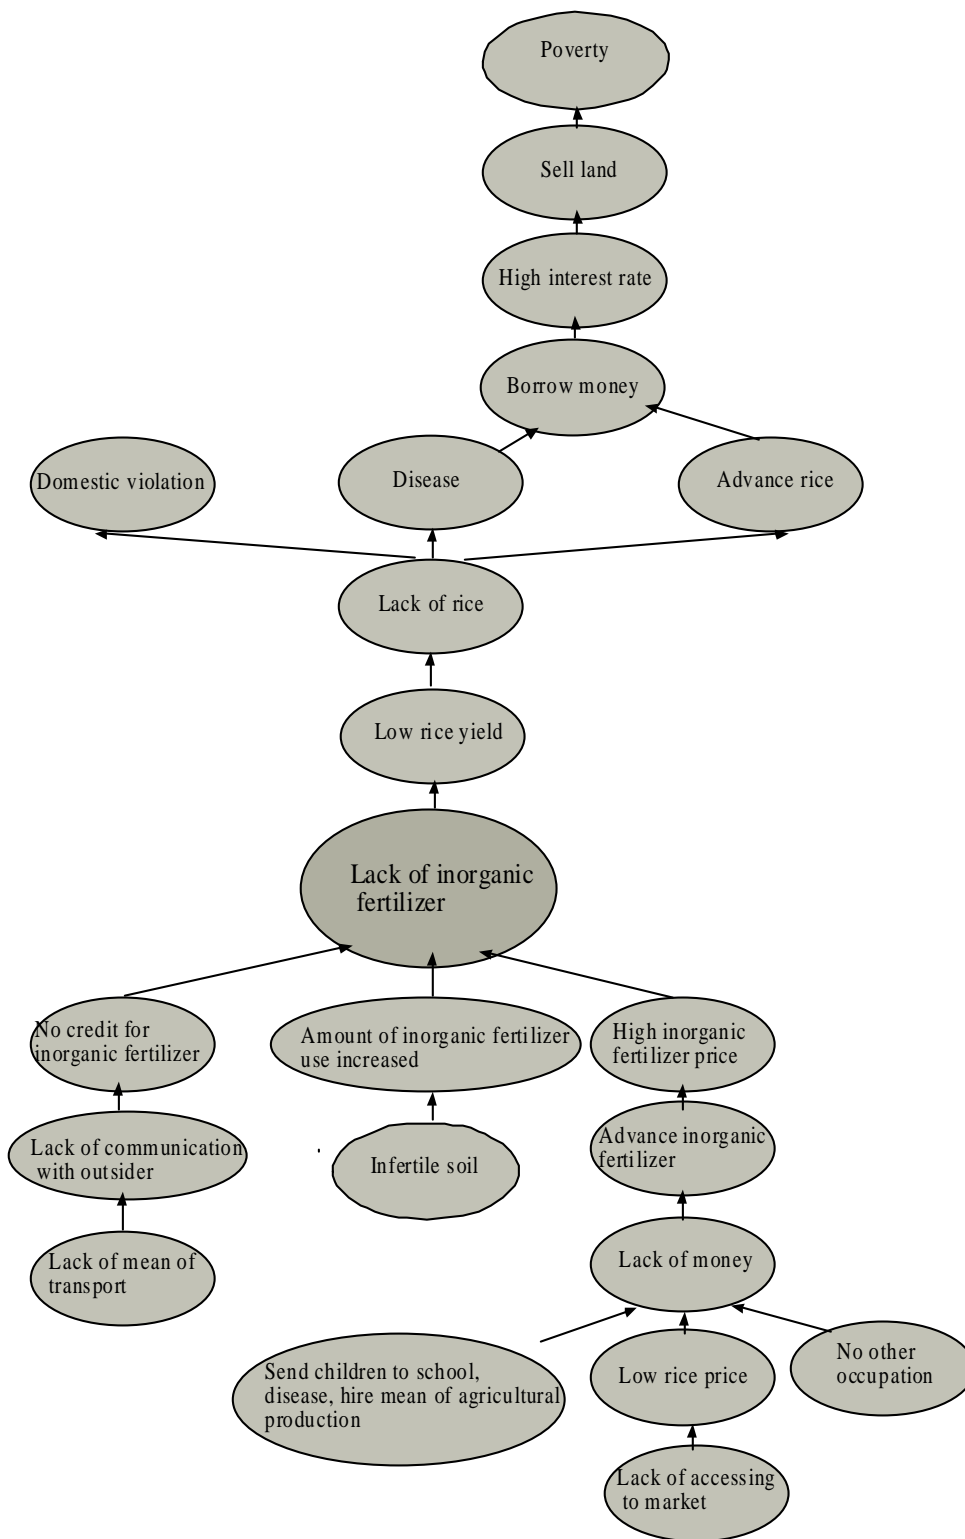 Poverty
Sell land
High interest rate
Borrow money
Domestic violation
Disease
Advance rice
Lack of rice
Low rice yield
Lack of inorganic
fertilizer
No credit for
inorganic fertilizer
Amount of inorganic fertilizer
use increased
High inorganic
fertilizer price
Lack of communication
with outsider
Infertile soil
Advance inorganic
fertilizer
Lack of mean of
transport
Lack of money
Send children to school,
disease, hire mean of agricultural
production
Low rice price
No other
occupation
Lack of accessing
to market